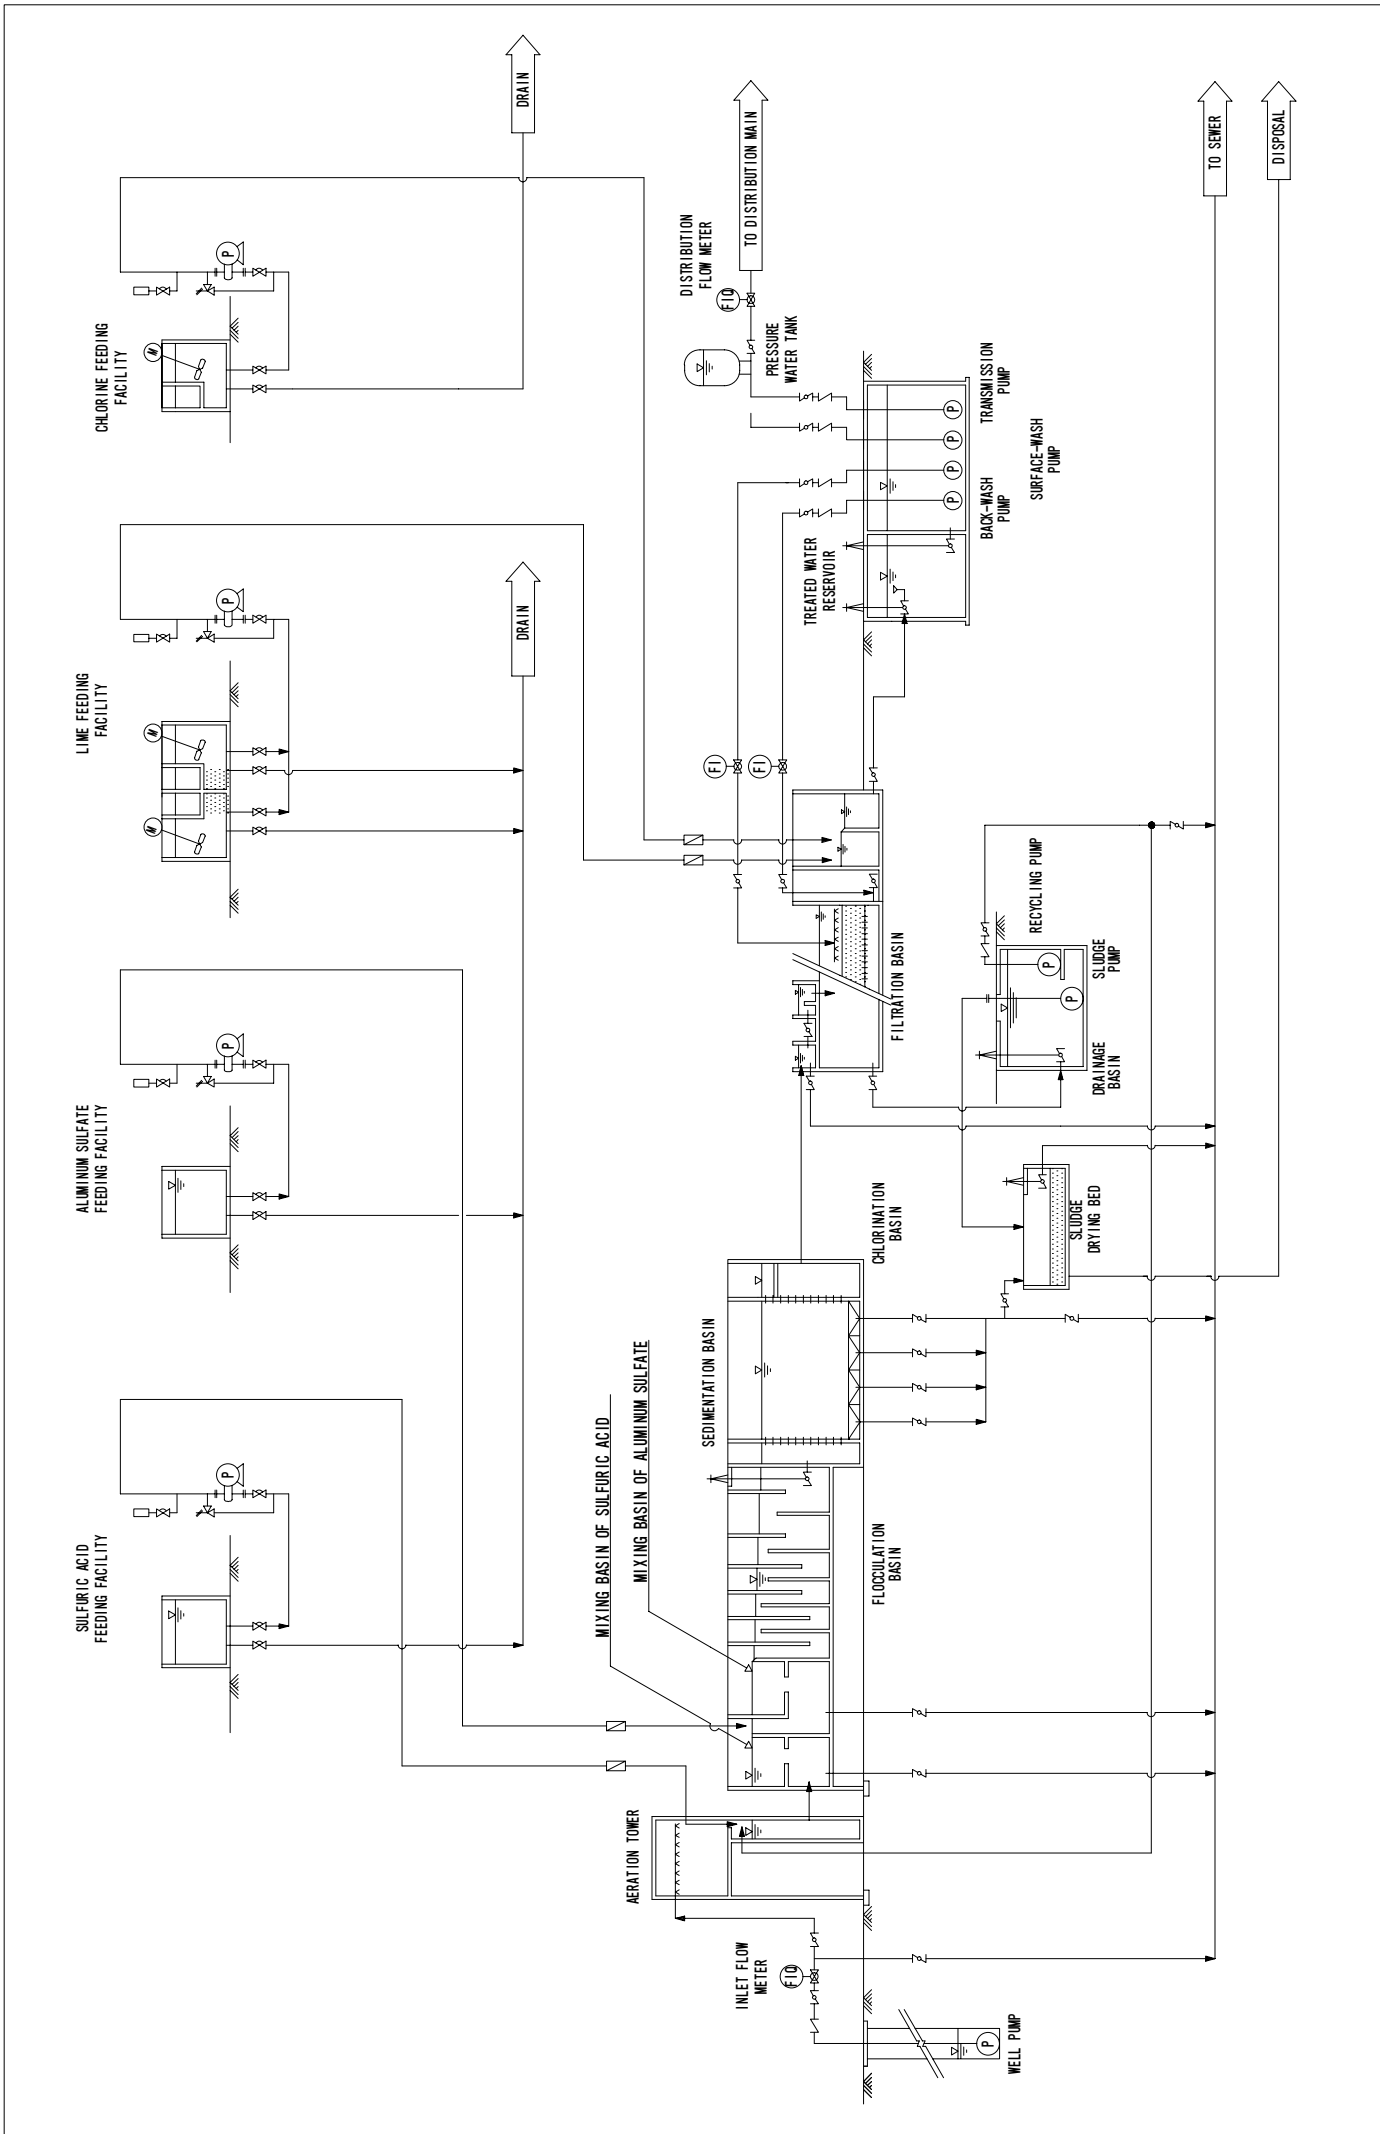 CHLORINE FEEDING
FACILITY
M
P
DRAIN
LIME FEEDING
FACILITY
M
M
P
DRAIN
ALUMINUM SULFATE
FEEDING FACILITY
P
SULFURIC ACID
FEEDING FACILITY
P
TO DISTRIBUTION MAIN
DISTRIBUTION
FLOW METER
FIQ
PRESSURE
WATER TANK
TRANSMISSION
PUMP
SURFACE-WASH
PUMP
BACK-WASH
PUMP
P
P
P
P
TREATED WATER
RESERVOIR
FI
FI
FILTRATION BASIN
RECYCLING PUMP
SLUDGE
PUMP
P
P
DRAINAGE
BASIN
SLUDGE
DRYING BED
CHLORINATION
BASIN
SEDIMENTATION BASIN
MIXING BASIN OF ALUMINUM SULFATE
MIXING BASIN OF SULFURIC ACID
FLOCCULATION
BASIN
AERATION TOWER
INLET FLOW
METER
FIQ
WELL PUMP
P
TO SEWER
DISPOSAL